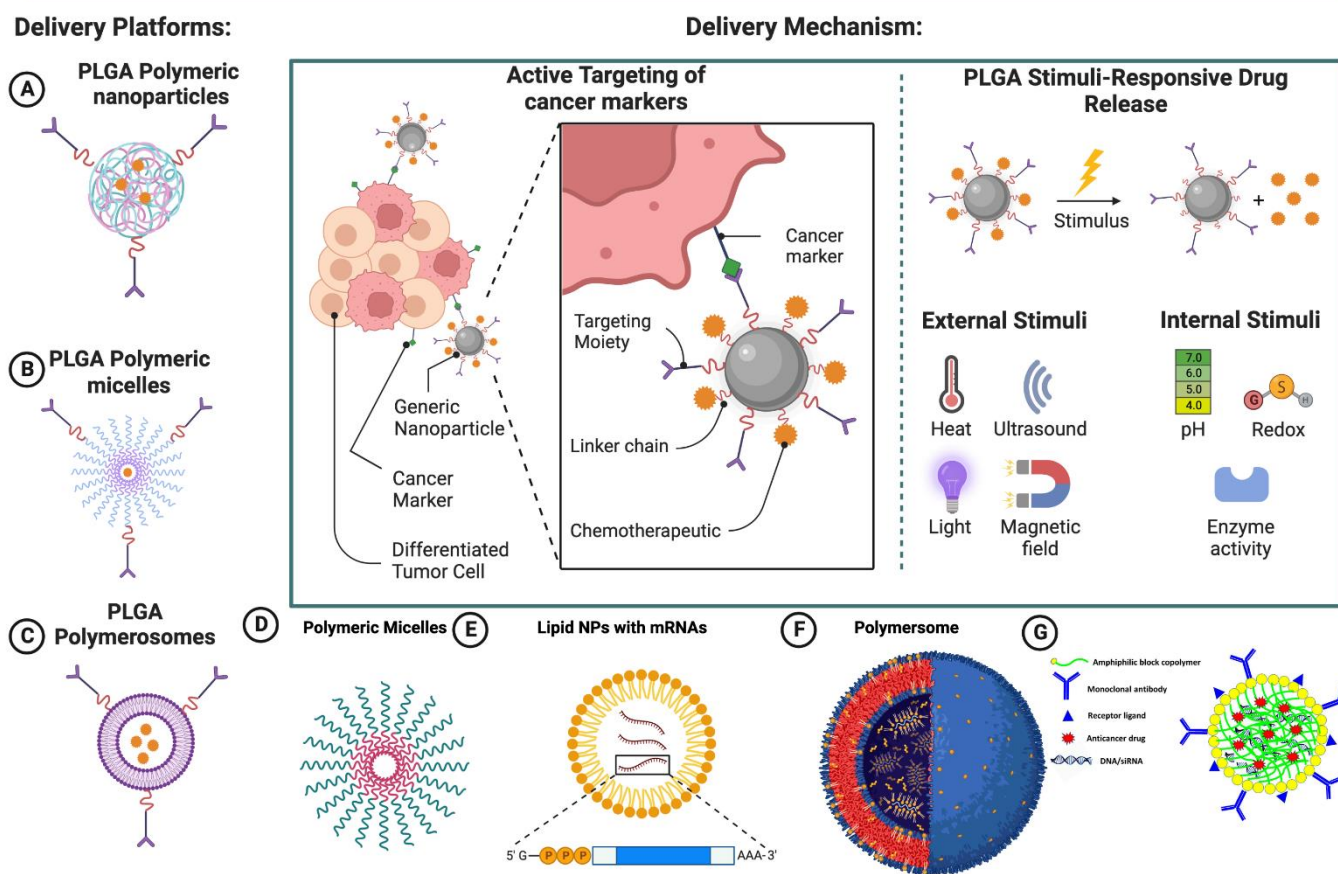 Delivery Platforms:
Delivery Mechanism:
A
PLGA Polymeric
nanoparticles
B
PLGA Polymeric
micelles
C
PLGA
Polymerosomes
Active Targeting of
cancer markers
Generic
Nanoparticle
Cancer
Marker
Differentiated
Tumor Cell
Cancer
marker
Targeting
Moiety
Linker chain
Chemotherapeutic
PLGA Stimuli-Responsive Drug
Release
Stimulus
+
External Stimuli
Heat
Ultrasound
Light
Magnetic
field
Internal Stimuli
7.0
6.0
5.0
4.0
pH
G S H
Redox
Enzyme
activity
D
Polymeric Micelles
E
Lipid NPs with mRNAs
5' G P P P AAA-3'
F
Polymersome
G
Amphiphilic block copolymer
Monoclonal antibody
Receptor ligand
Anticancer drug
DNA/siRNA